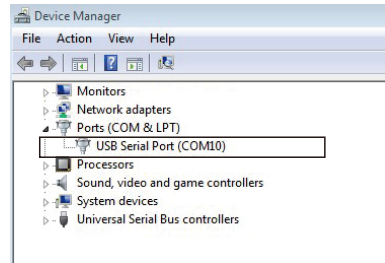 Device Manager
File Action View Help
Monitors
Network adapters
Ports (COM & LPT)
USB Serial Port (COM10)
Processors
Sound, video and game controllers
System devices
Universal Serial Bus controllers